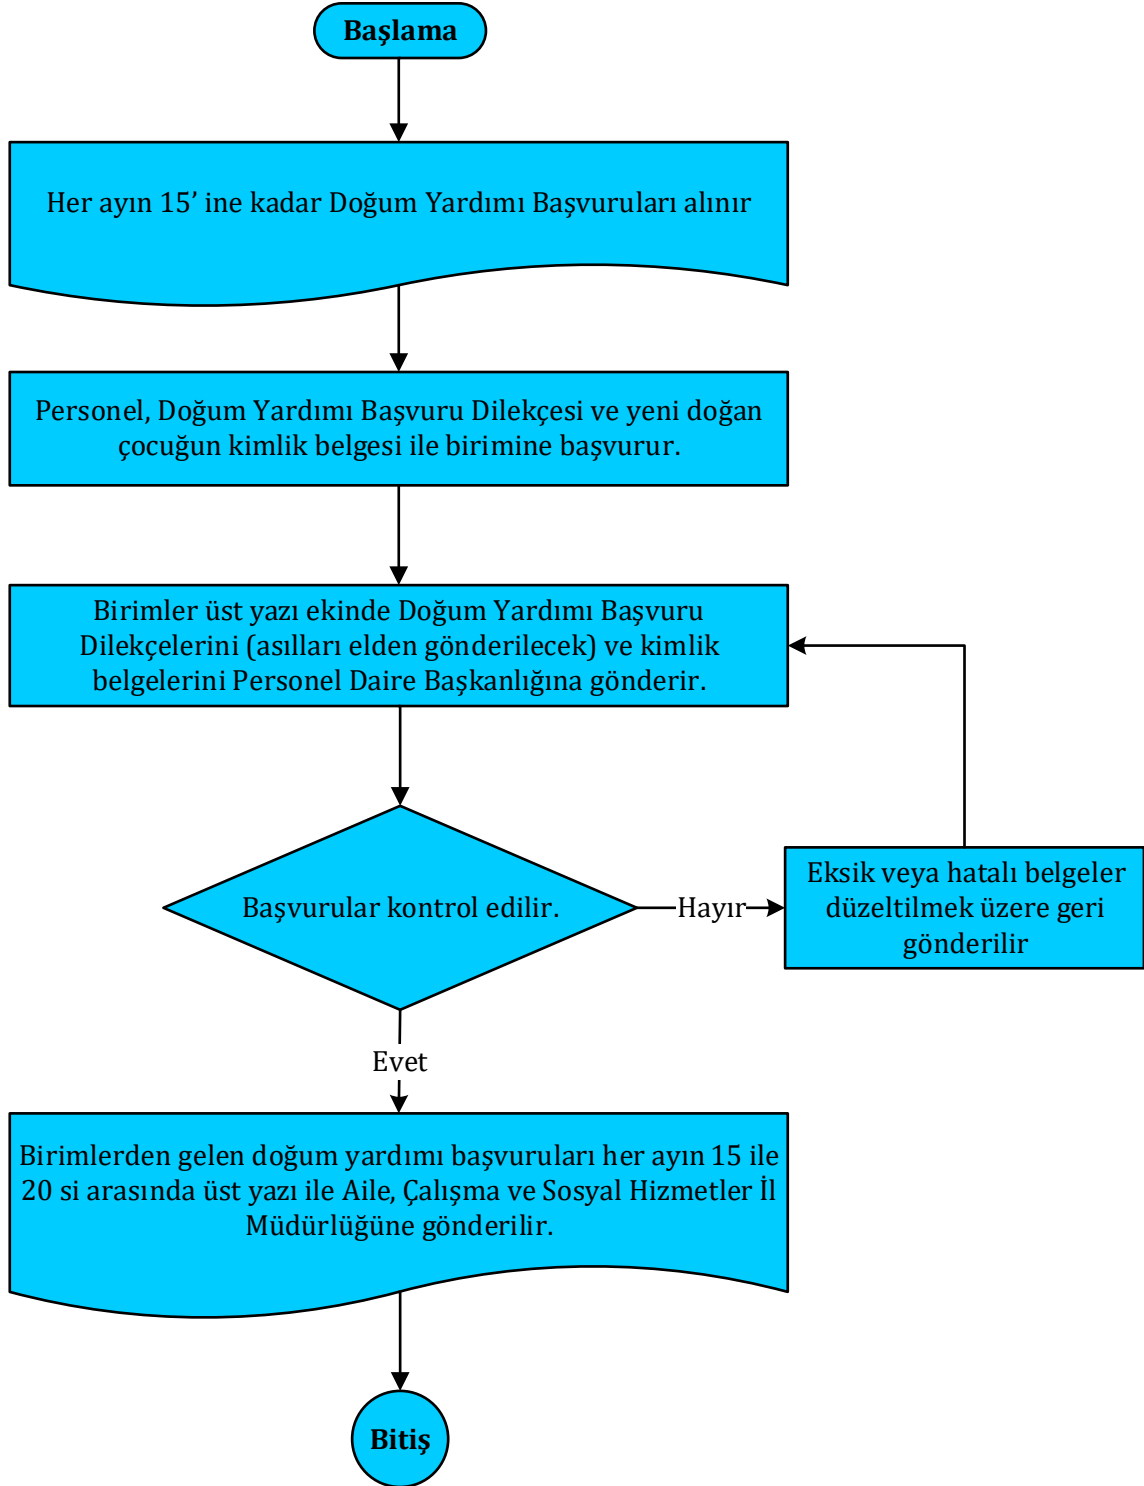 Başlama
Her ayın 15’ ine kadar Doğum Yardımı Başvuruları alınır
Personel, Doğum Yardımı Başvuru Dilekçesi ve yeni doğan
çocuğun kimlik belgesi ile birimine başvurur.
Birimler üst yazı ekinde Doğum Yardımı Başvuru
Dilekçelerini (asılları elden gönderilecek) ve kimlik
belgelerini Personel Daire Başkanlığına gönderir.
Başvurular kontrol edilir.
Hayır
Eksik veya hatalı belgeler
düzeltilmek üzere geri
gönderilir
Evet
Birimlerden gelen doğum yardımı başvuruları her ayın 15 ile
20 si arasında üst yazı ile Aile, Çalışma ve Sosyal Hizmetler İl
Müdürlüğüne gönderilir.
Bitiş